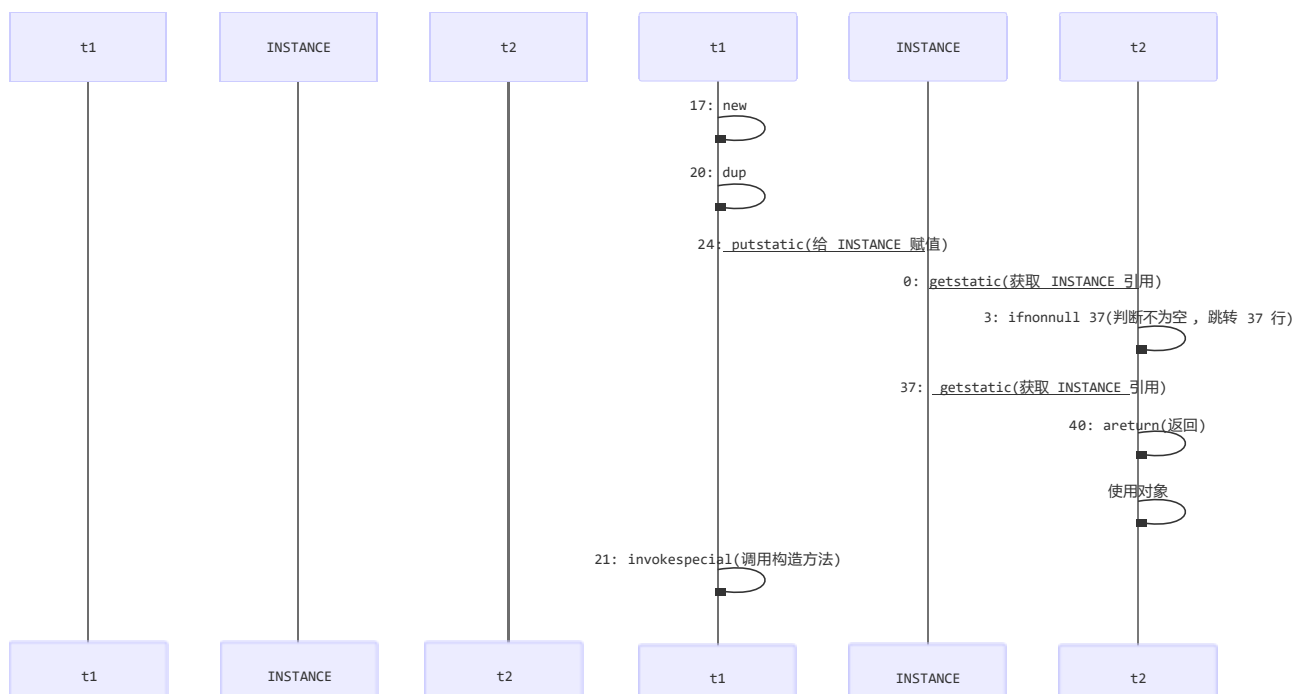 t1
INSTANCE
t2
t1
INSTANCE
t2
17: new
20: dup
24: putstatic(给 INSTANCE 赋值)
0: getstatic(获取 INSTANCE 引用)
3: ifnonnull 37(判断不为空 ，跳转 37 行)
37: getstatic(获取 INSTANCE 引用)
40: areturn(返回)
使用对象
21: invokespecial(调用构造方法)
t1
INSTANCE
t2
t1
INSTANCE
t2